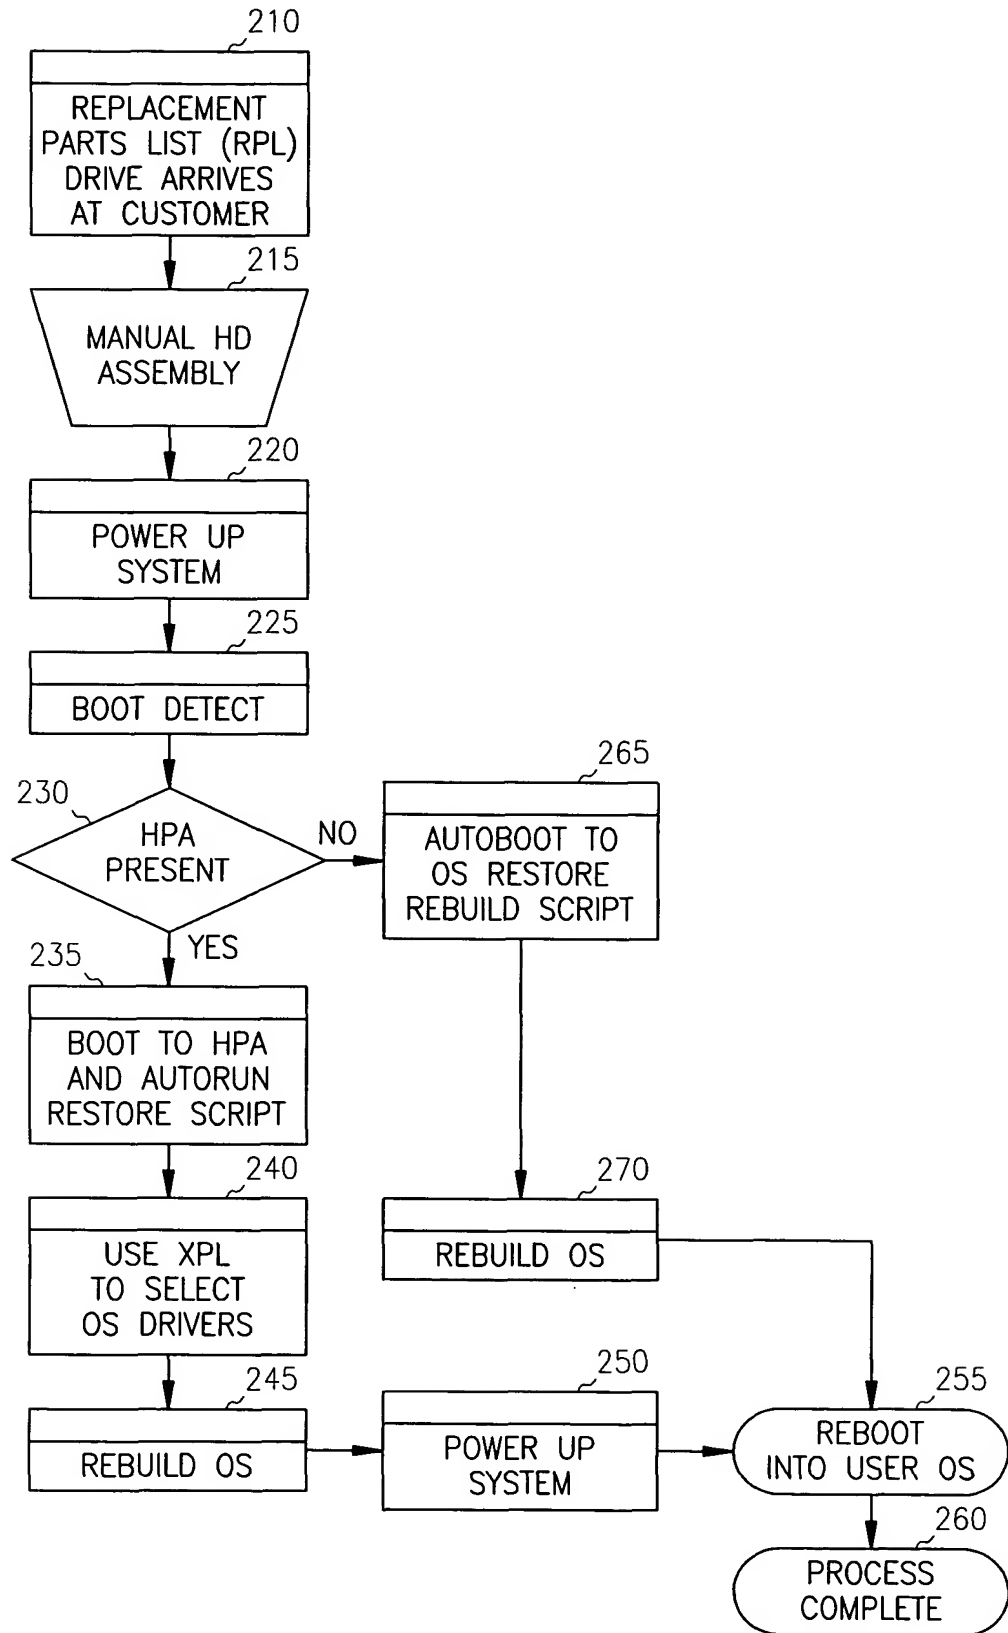 210
REPLACEMENT
PARTS LIST (RPL)
DRIVE ARRIVES
AT CUSTOMER
215
MANUAL HD
ASSEMBLY
220
POWER UP
SYSTEM
225
BOOT DETECT
230
HPA
PRESENT
NO
YES
265
AUTOBOOT TO
OS RESTORE
REBUILD SCRIPT
235
BOOT TO HPA
AND AUTORUN
RESTORE SCRIPT
240
USE XPL
TO SELECT
OS DRIVERS
270
REBUILD OS
245
REBUILD OS
250
POWER UP
SYSTEM
255
REBOOT
INTO USER OS
260
PROCESS
COMPLETE